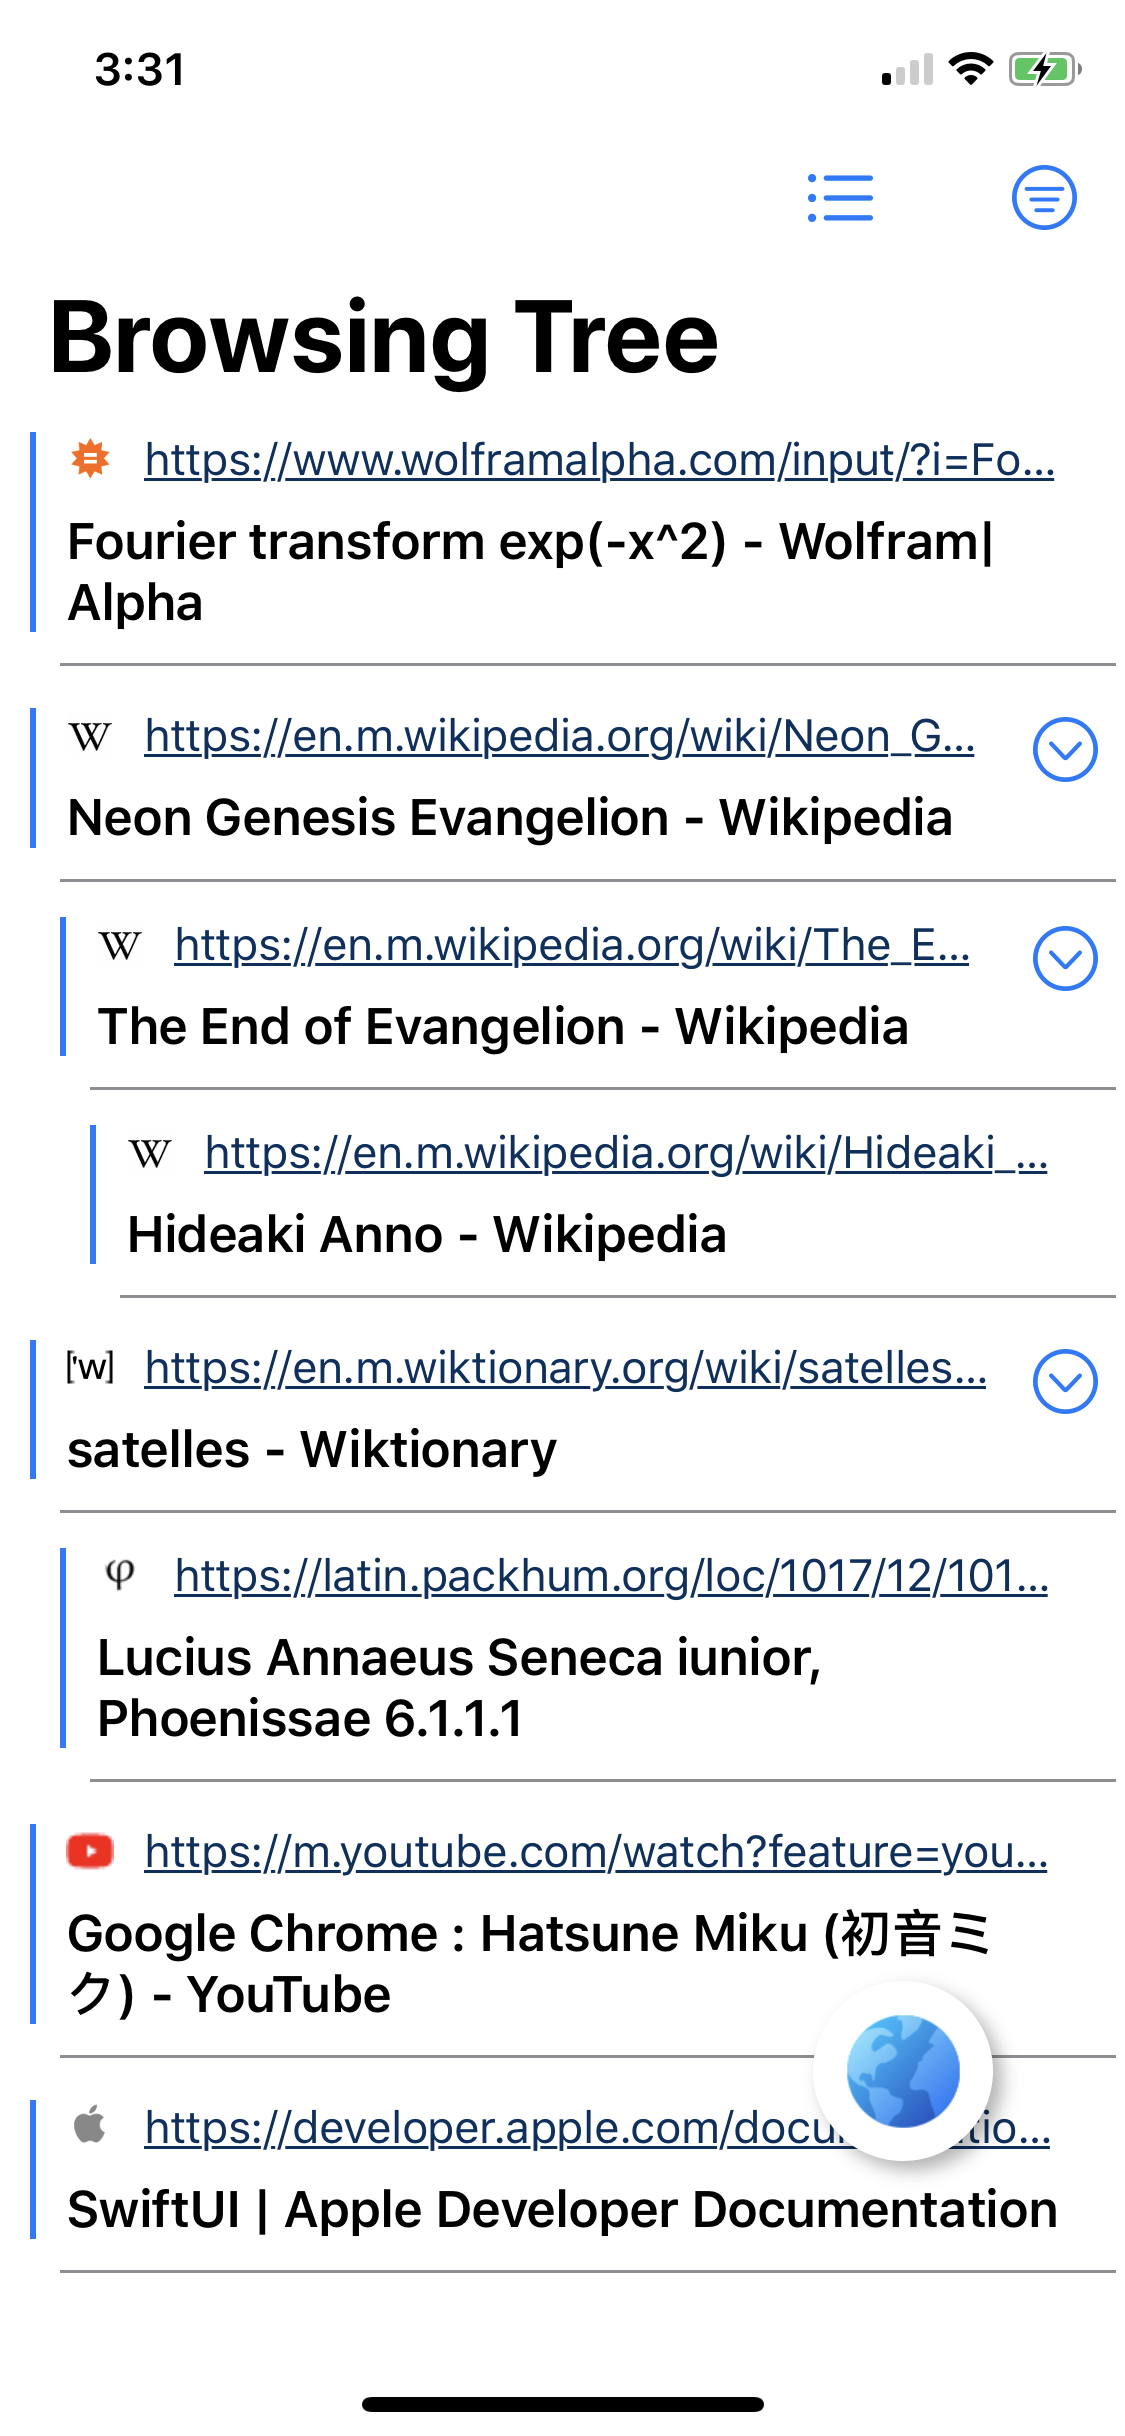 3:31
Browsing Tree
https://www.wolframalpha.com/input/?i=Fo...
Fourier transform exp(-x^2) - Wolfram|
Alpha
W https://en.m.wikipedia.org/wiki/Neon_G...
Neon Genesis Evangelion - Wikipedia
W https://en.m.wikipedia.org/wiki/The_E...
The End of Evangelion - Wikipedia
W https://en.m.wikipedia.org/wiki/Hideaki_...
Hideaki Anno - Wikipedia
['w] https://en.m.wiktionary.org/wiki/satelles...
satelles - Wiktionary
φ https://latin.packhum.org/loc/1017/12/101...
Lucius Annaeus Seneca iunior,
Phoenissae 6.1.1.1
https://m.youtube.com/watch?feature=you...
Google Chrome : Hatsune Miku (初音ミ
ク) - YouTube
https://developer.apple.com/docu tio...
SwiftUI | Apple Developer Documentation